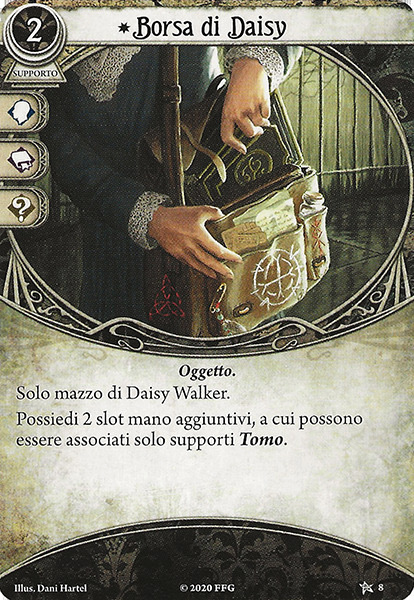 2
✷Borsa di Daisy
SUPPORTO
?
Oggetto.
Solo mazzo di Daisy Walker.
Possiedi 2 slot mano aggiuntivi, a cui possono
essere associati solo supporti Tomo.
Illus. Dani Hartel
© 2020 FFG
8